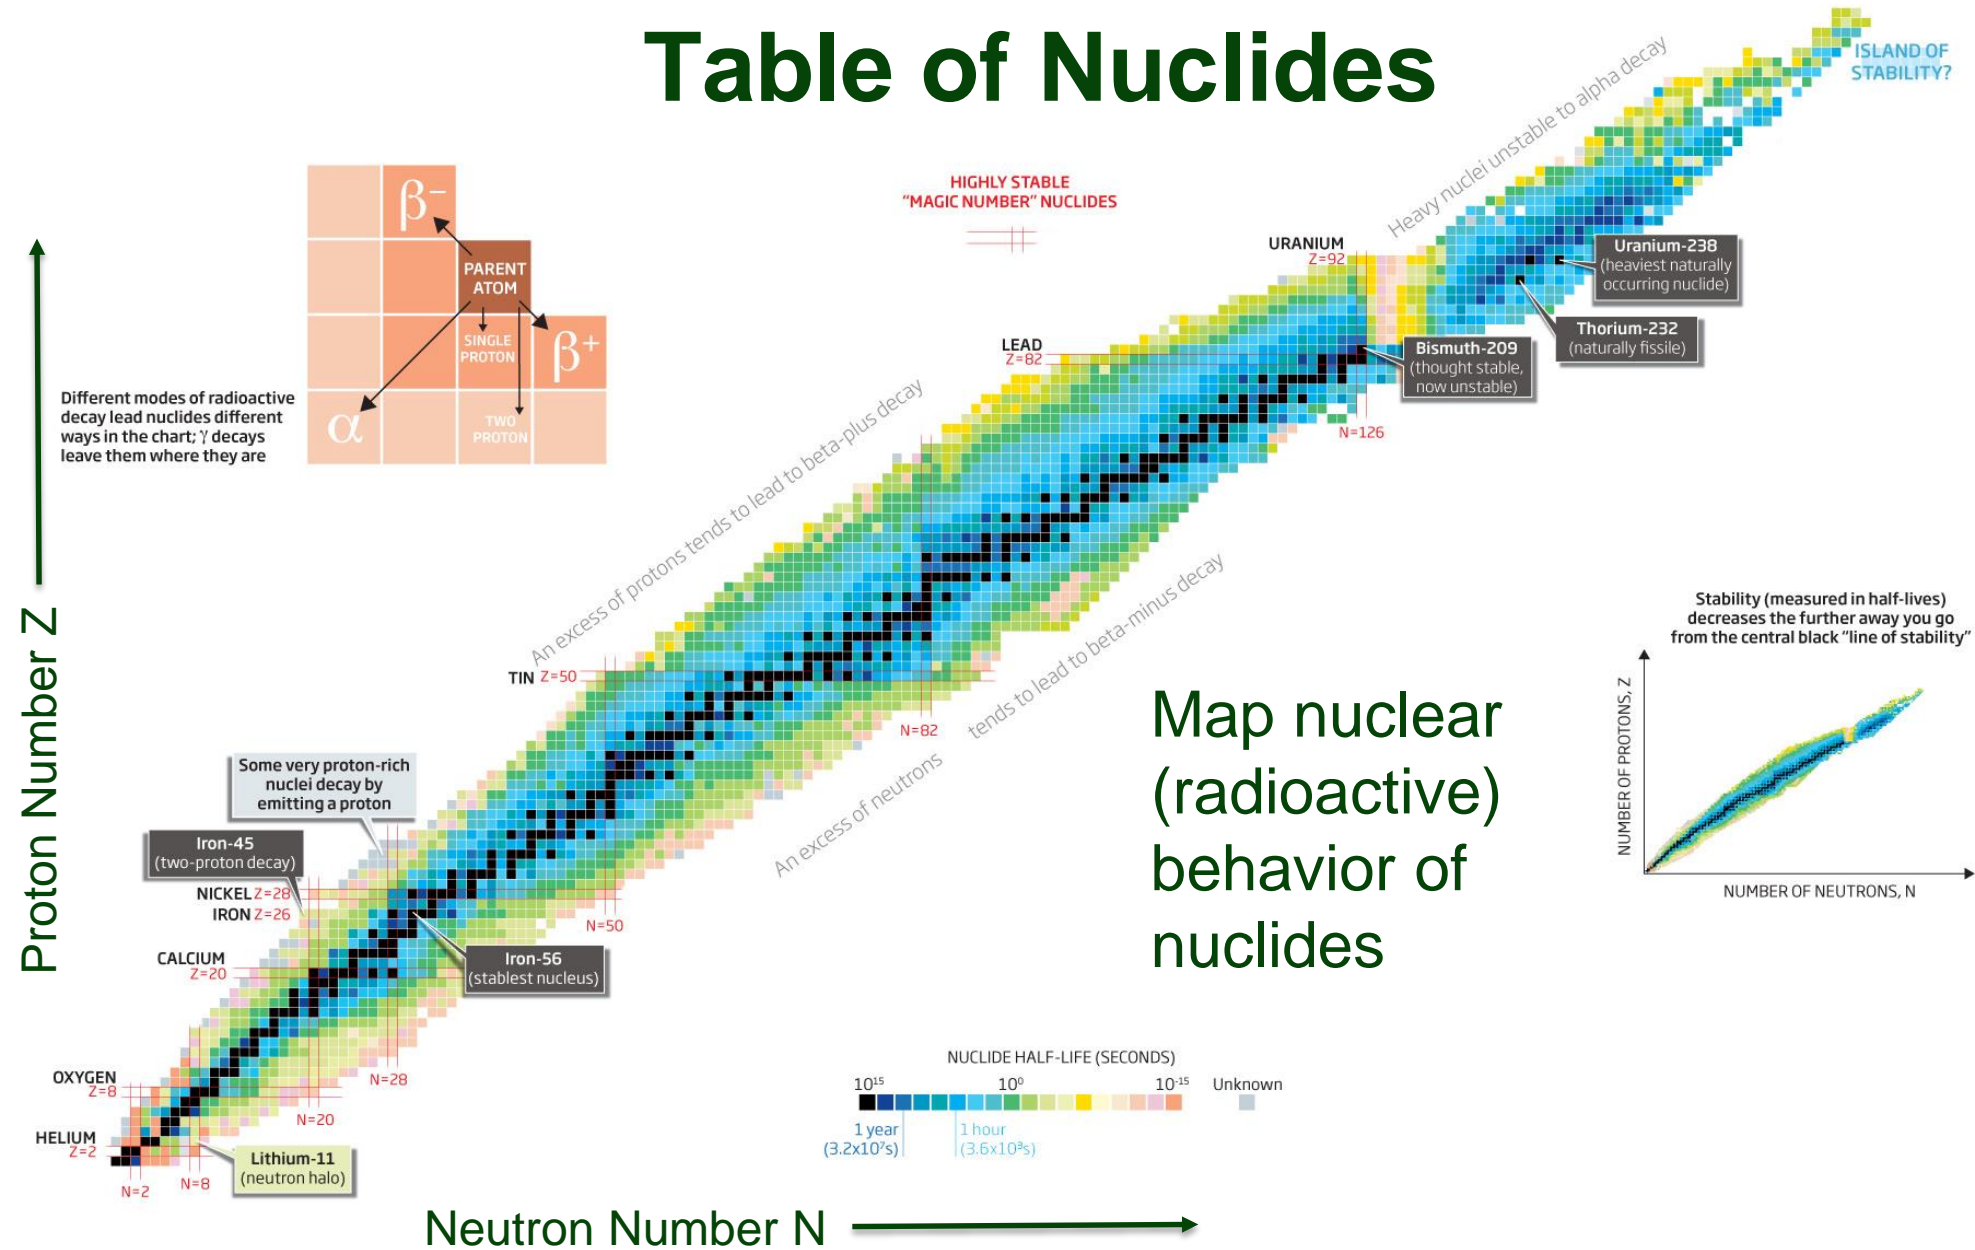 Table of Nuclides
ISLAND OF
STABILITY?
Heavy nuclei unstable to alpha decay
HIGHLY STABLE
“MAGIC NUMBER” NUCLIDES
β−
PARENT
ATOM
SINGLE
PROTON
β+
α
TWO
PROTON
Different modes of radioactive
decay lead nuclides different
ways in the chart; γ decays
leave them where they are
URANIUM
Z=92
Uranium-238
(heaviest naturally
occurring nuclide)
Thorium-232
(naturally fissile)
LEAD
Z=82
Bismuth-209
(thought stable,
now unstable)
N=126
An excess of protons tends to lead to beta-plus decay
Proton Number Z
TIN Z=50
N=82
An excess of neutrons
tends to lead to beta-minus decay
Stability (measured in half-lives)
decreases the further away you go
from the central black “line of stability”
NUMBER OF PROTONS, Z
NUMBER OF NEUTRONS, N
Map nuclear
(radioactive)
behavior of
nuclides
Some very proton-rich
nuclei decay by
emitting a proton
Iron-45
(two-proton decay)
NICKEL Z=28
IRON Z=26
N=50
CALCIUM
Z=20
Iron-56
(stablest nucleus)
OXYGEN
Z=8
N=28
N=20
HELIUM
Z=2
Lithium-11
(neutron halo)
N=2
N=8
NUCLIDE HALF-LIFE (SECONDS)
10¹⁵ 10⁰ 10⁻¹⁵ Unknown
1 year
(3.2x10⁷s)
1 hour
(3.6x10³s)
Neutron Number N